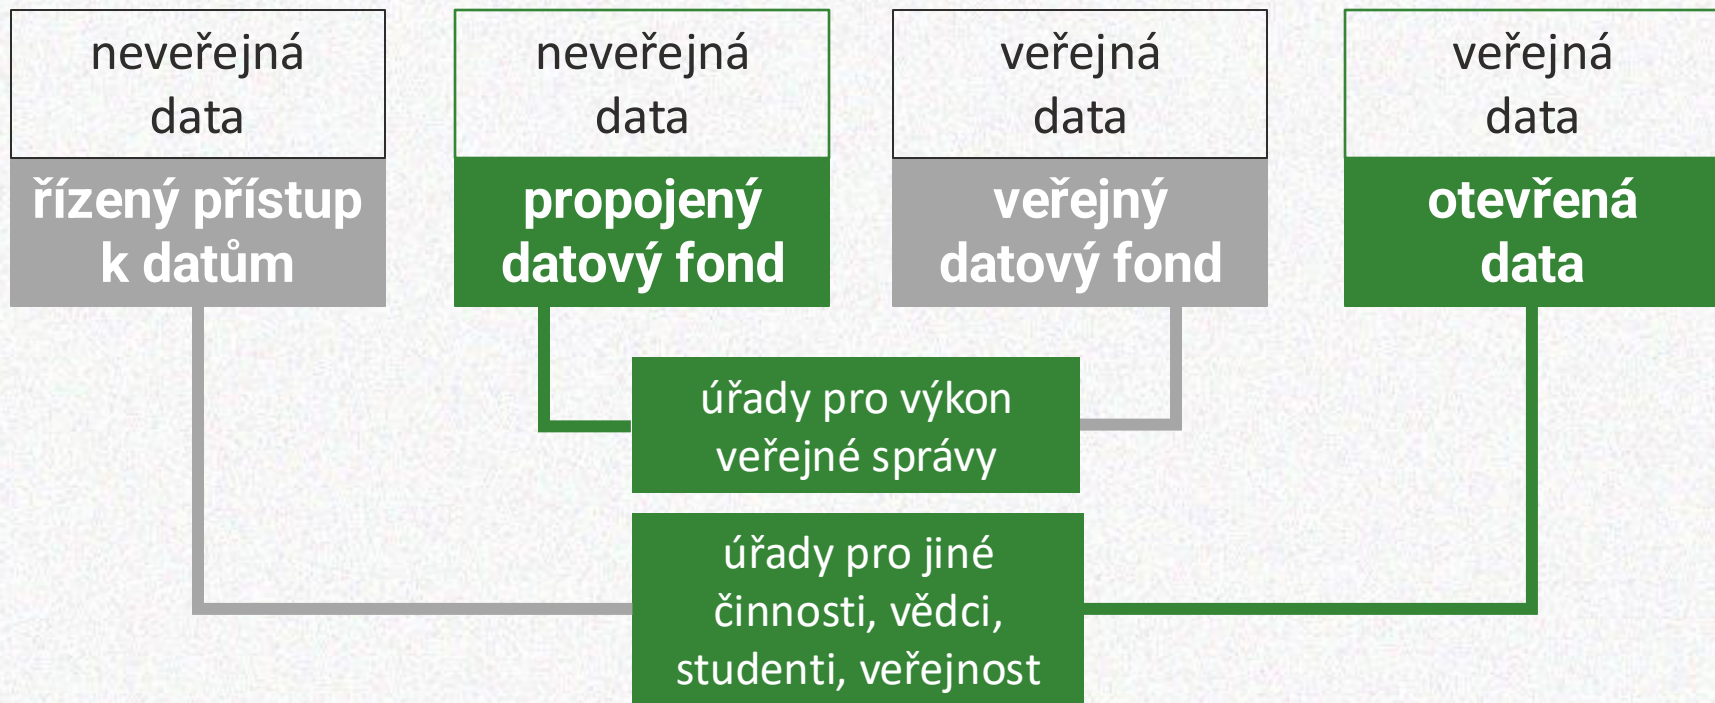 neveřejná
data
řízený přístup
k datům
neveřejná
data
propojený
datový fond
veřejná
data
veřejný
datový fond
veřejná
data
otevřená
data
úřady pro výkon
veřejné správy
úřady pro jiné
činnosti, vědci,
studenti, veřejnost